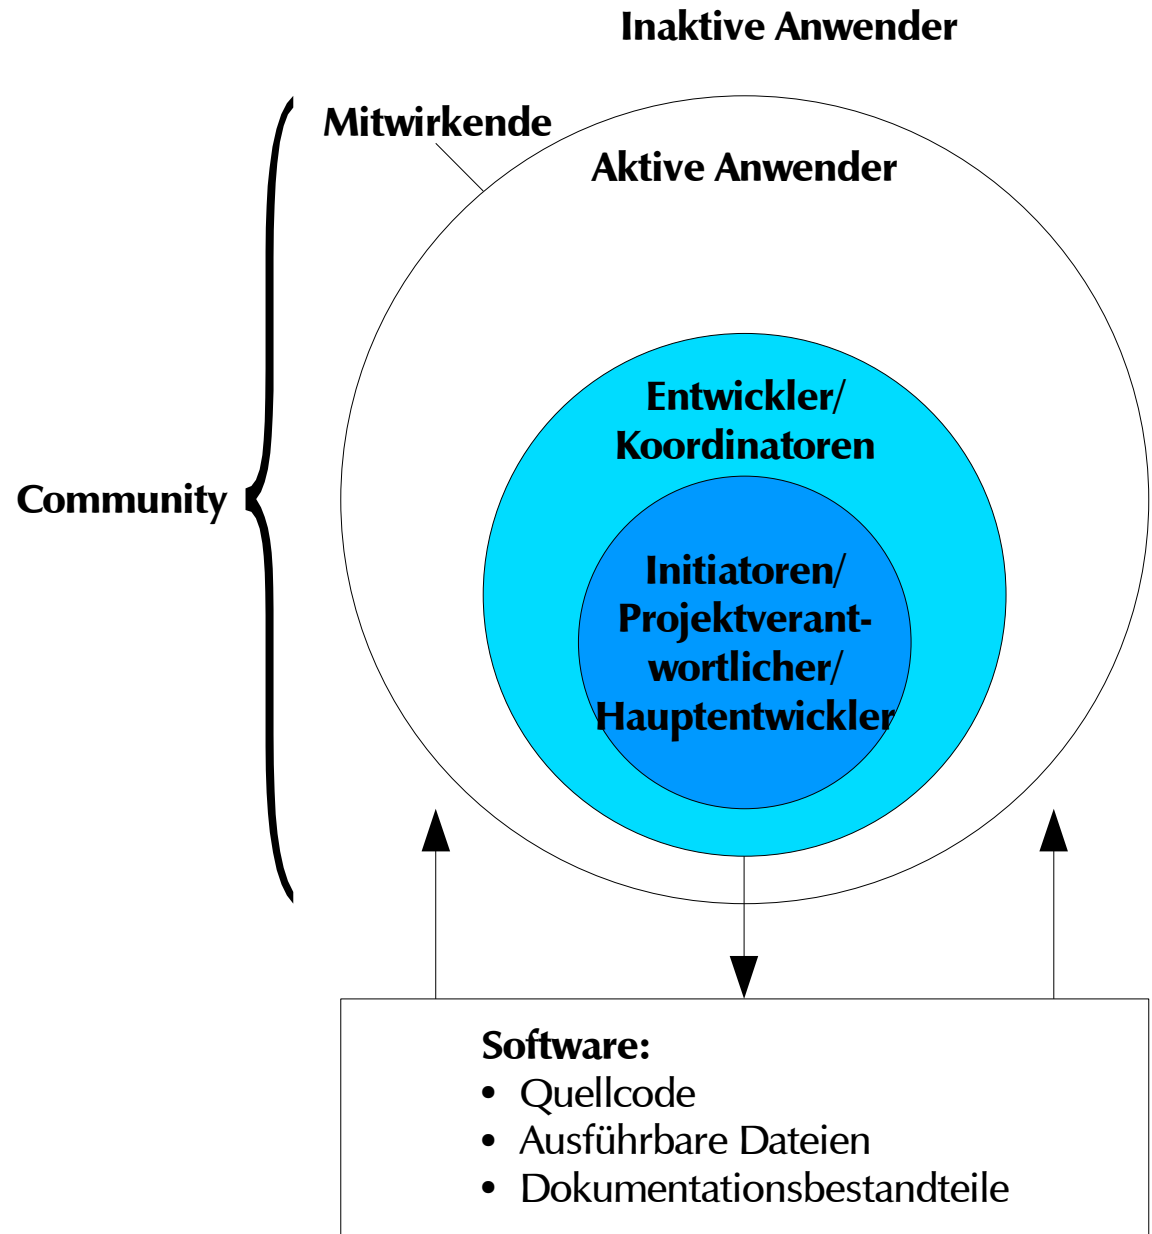 Inaktive Anwender
Mitwirkende
Aktive Anwender
Entwickler/
Koordinatoren
Community
Initiatoren/
Projektverant-
wortlicher/
Hauptentwickler
Software:
• Quellcode
• Ausführbare Dateien
• Dokumentationsbestandteile